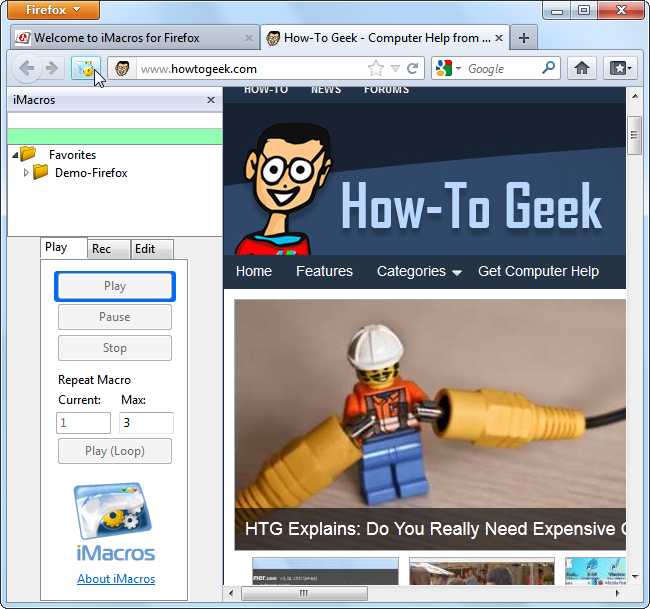 Firefox
Welcome to iMacros for Firefox
How-To Geek - Computer Help from ...
www.howtogeek.com
Google
iMacros
HOW-TO NEWS FORUMS
Favorites
Demo-Firefox
How-To Geek
Play Rec Edit
Home Features Categories Get Computer Help
Play
Pause
Stop
Repeat Macro
Current: Max:
1 3
Play (Loop)
HTG Explains: Do You Really Need Expensive
iMacros
About iMacros